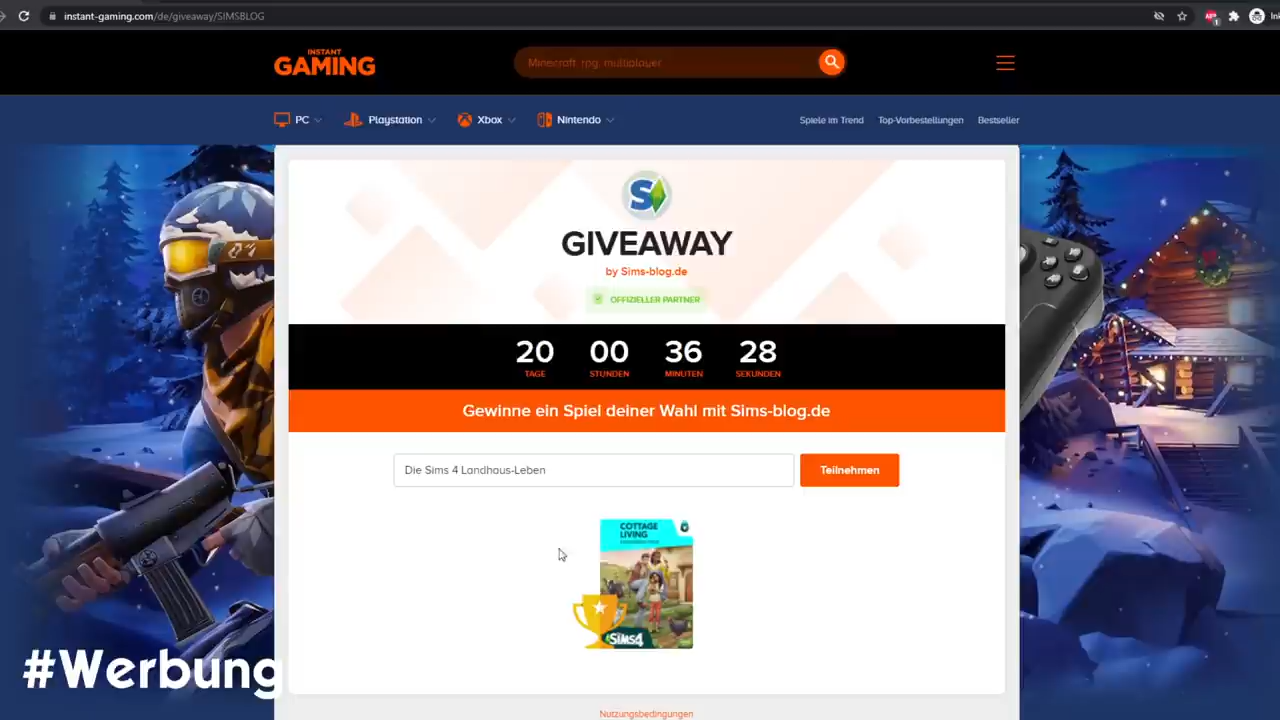 instant-gaming.com/de/giveaway/SIMSBLOG
INSTANT
GAMING
Minecraft, rpg, multiplayer
PC
Playstation
Xbox
Nintendo
Spiele im Trend
Top-Vorbestellungen
Bestseller
S
GIVEAWAY
by Sims-blog.de
OFFIZIELLER PARTNER
20 00 36 28
TAGE STUNDEN MINUTEN SEKUNDEN
Gewinne ein Spiel deiner Wahl mit Sims-blog.de
Die Sims 4 Landhaus-Leben
Teilnehmen
COTTAGE
LIVING
SIMS4
#Werbung
Nutzungsbedingungen